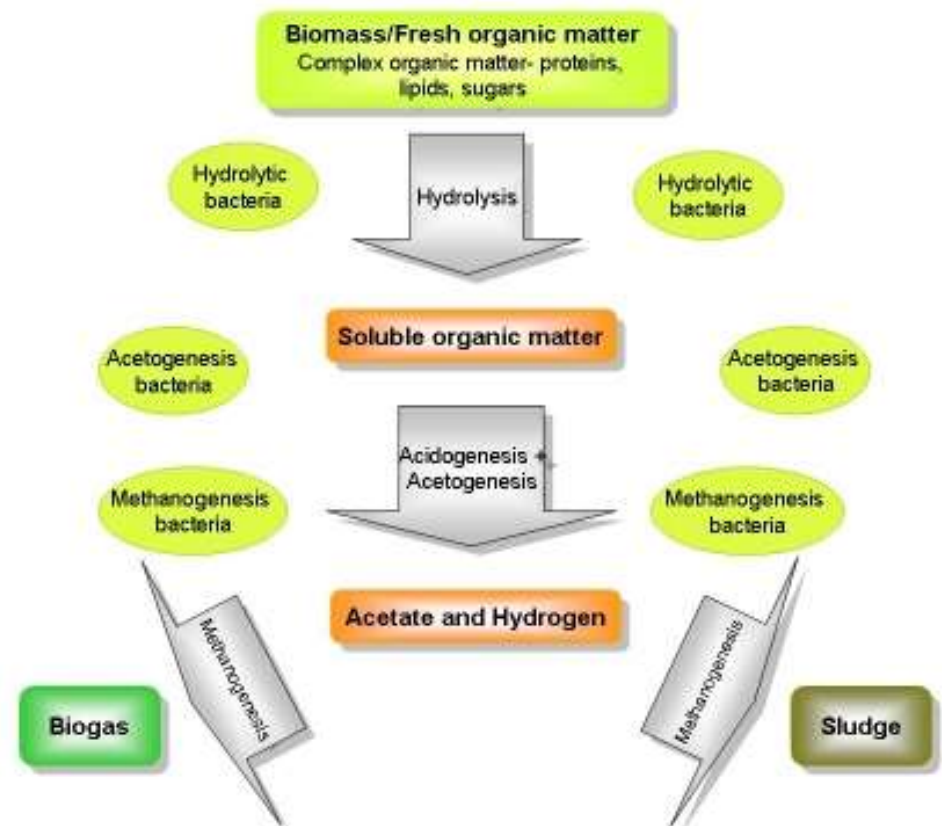 Biomass/Fresh organic matter
Complex organic matter- proteins,
lipids, sugars
Hydrolytic
bacteria
Hydrolysis
Hydrolytic
bacteria
Soluble organic matter
Acetogenesis
bacteria
Acetogenesis
bacteria
Acidogenesis +
Acetogenesis
Methanogenesis
bacteria
Methanogenesis
bacteria
Acetate and Hydrogen
Methanogenesis
Methanogenesis
Biogas
Sludge